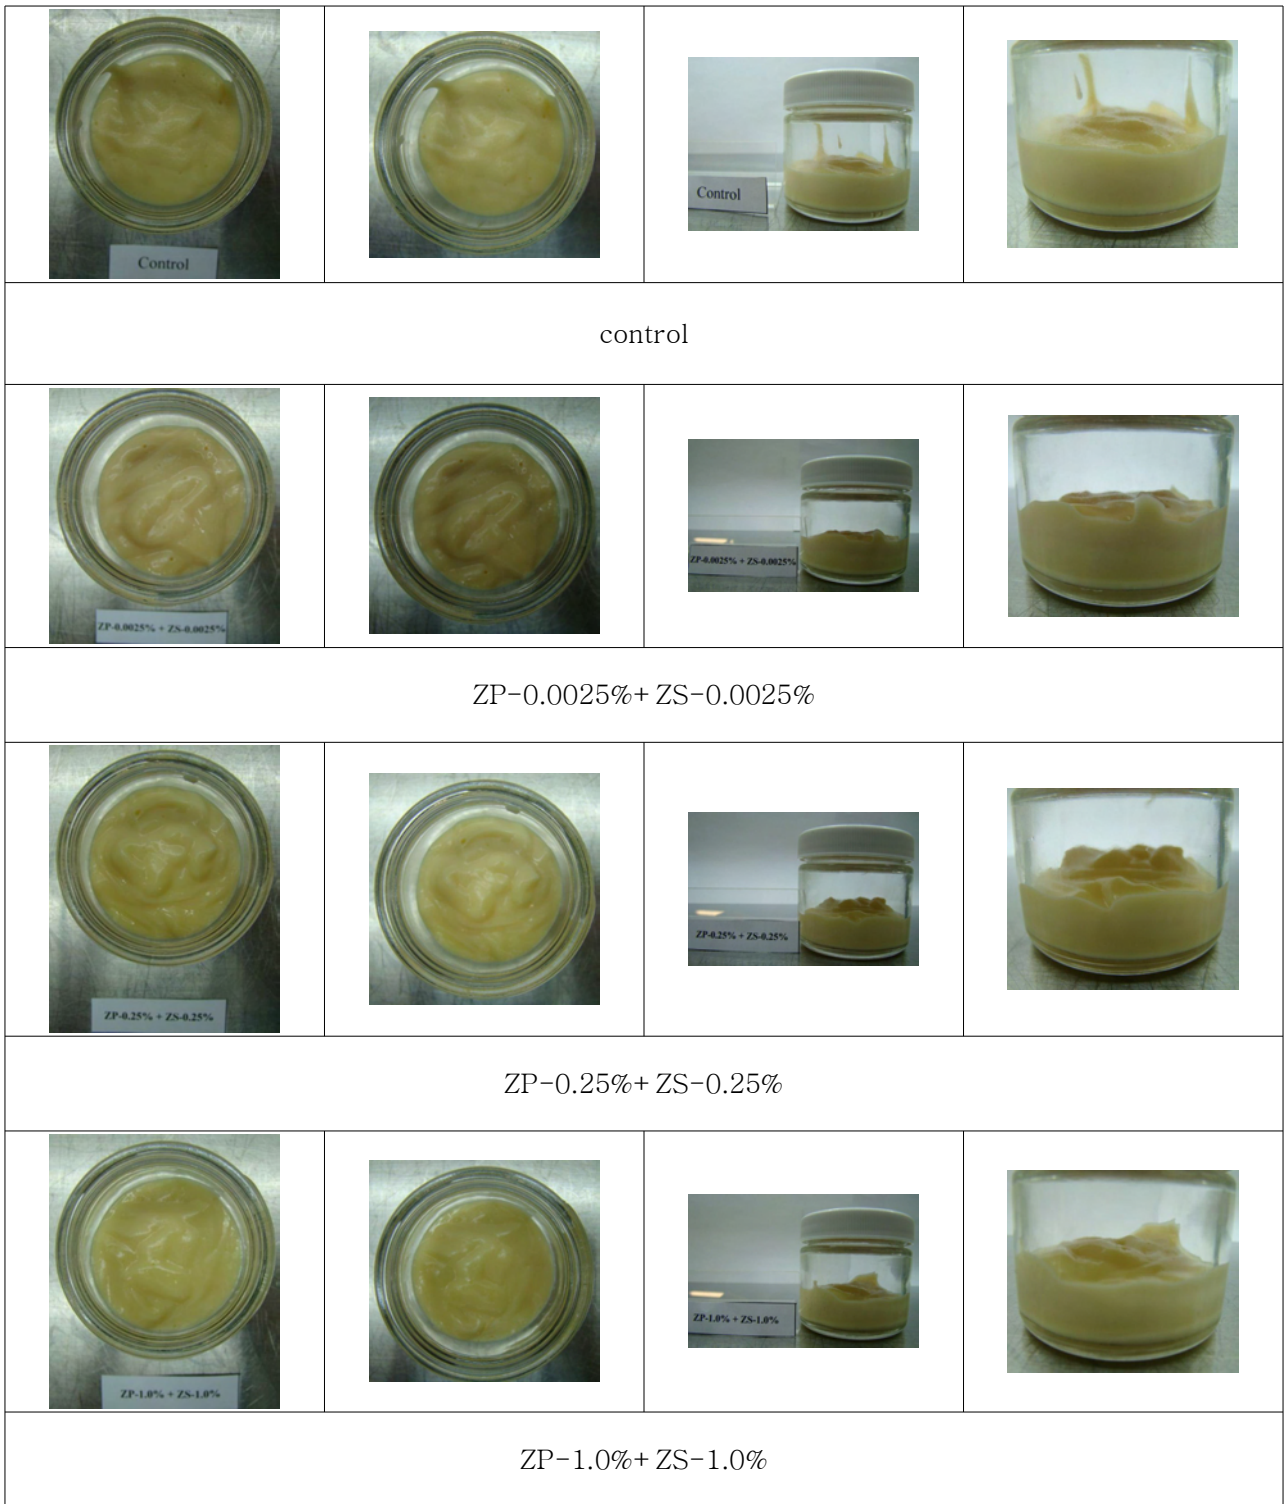 Control
Control
control
ZP-0.0025% + ZS-0.0025%
ZP-0.0025% + ZS-0.0025%
ZP-0.0025%+ ZS-0.0025%
ZP-0.25% + ZS-0.25%
ZP-0.25% + ZS-0.25%
ZP-0.25%+ ZS-0.25%
ZP-1.0% + ZS-1.0%
ZP-1.0% + ZS-1.0%
ZP-1.0%+ ZS-1.0%